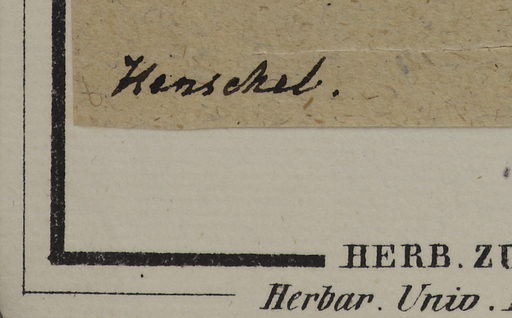 Henschel.
HERB. ZU
Herbar. Univ.